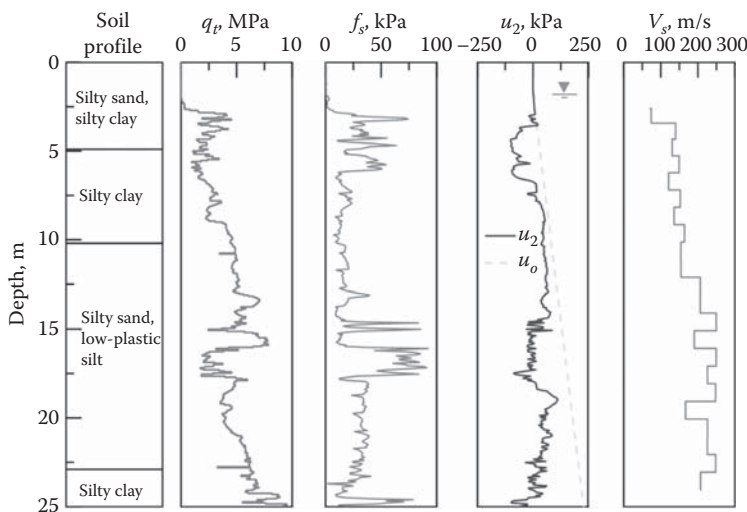 Soil
profile
q_t, MPa
f_s, kPa
u_2, kPa
V_s, m/s
0 5 10
0 50 100
−250 0 250
0 100 200 300
Depth, m
0
5
10
15
20
25
Silty sand,
silty clay
Silty clay
Silty sand,
low-plastic
silt
Silty clay
u_2
u_o